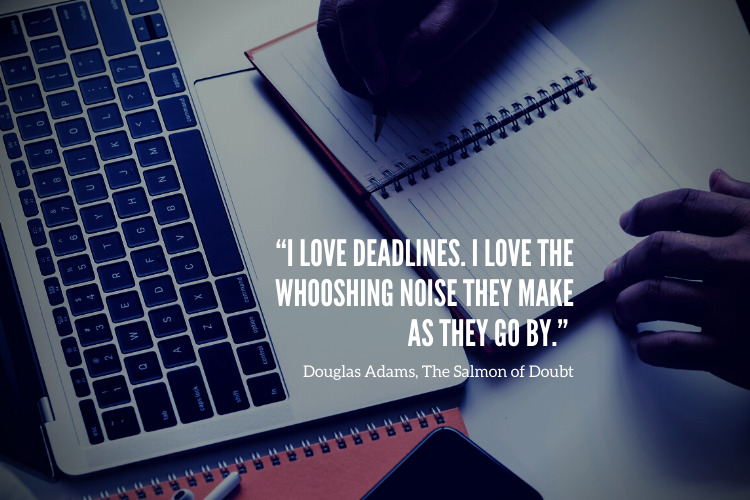 “I LOVE DEADLINES. I LOVE THE
WHOOSHING NOISE THEY MAKE
AS THEY GO BY.”
Douglas Adams, The Salmon of Doubt